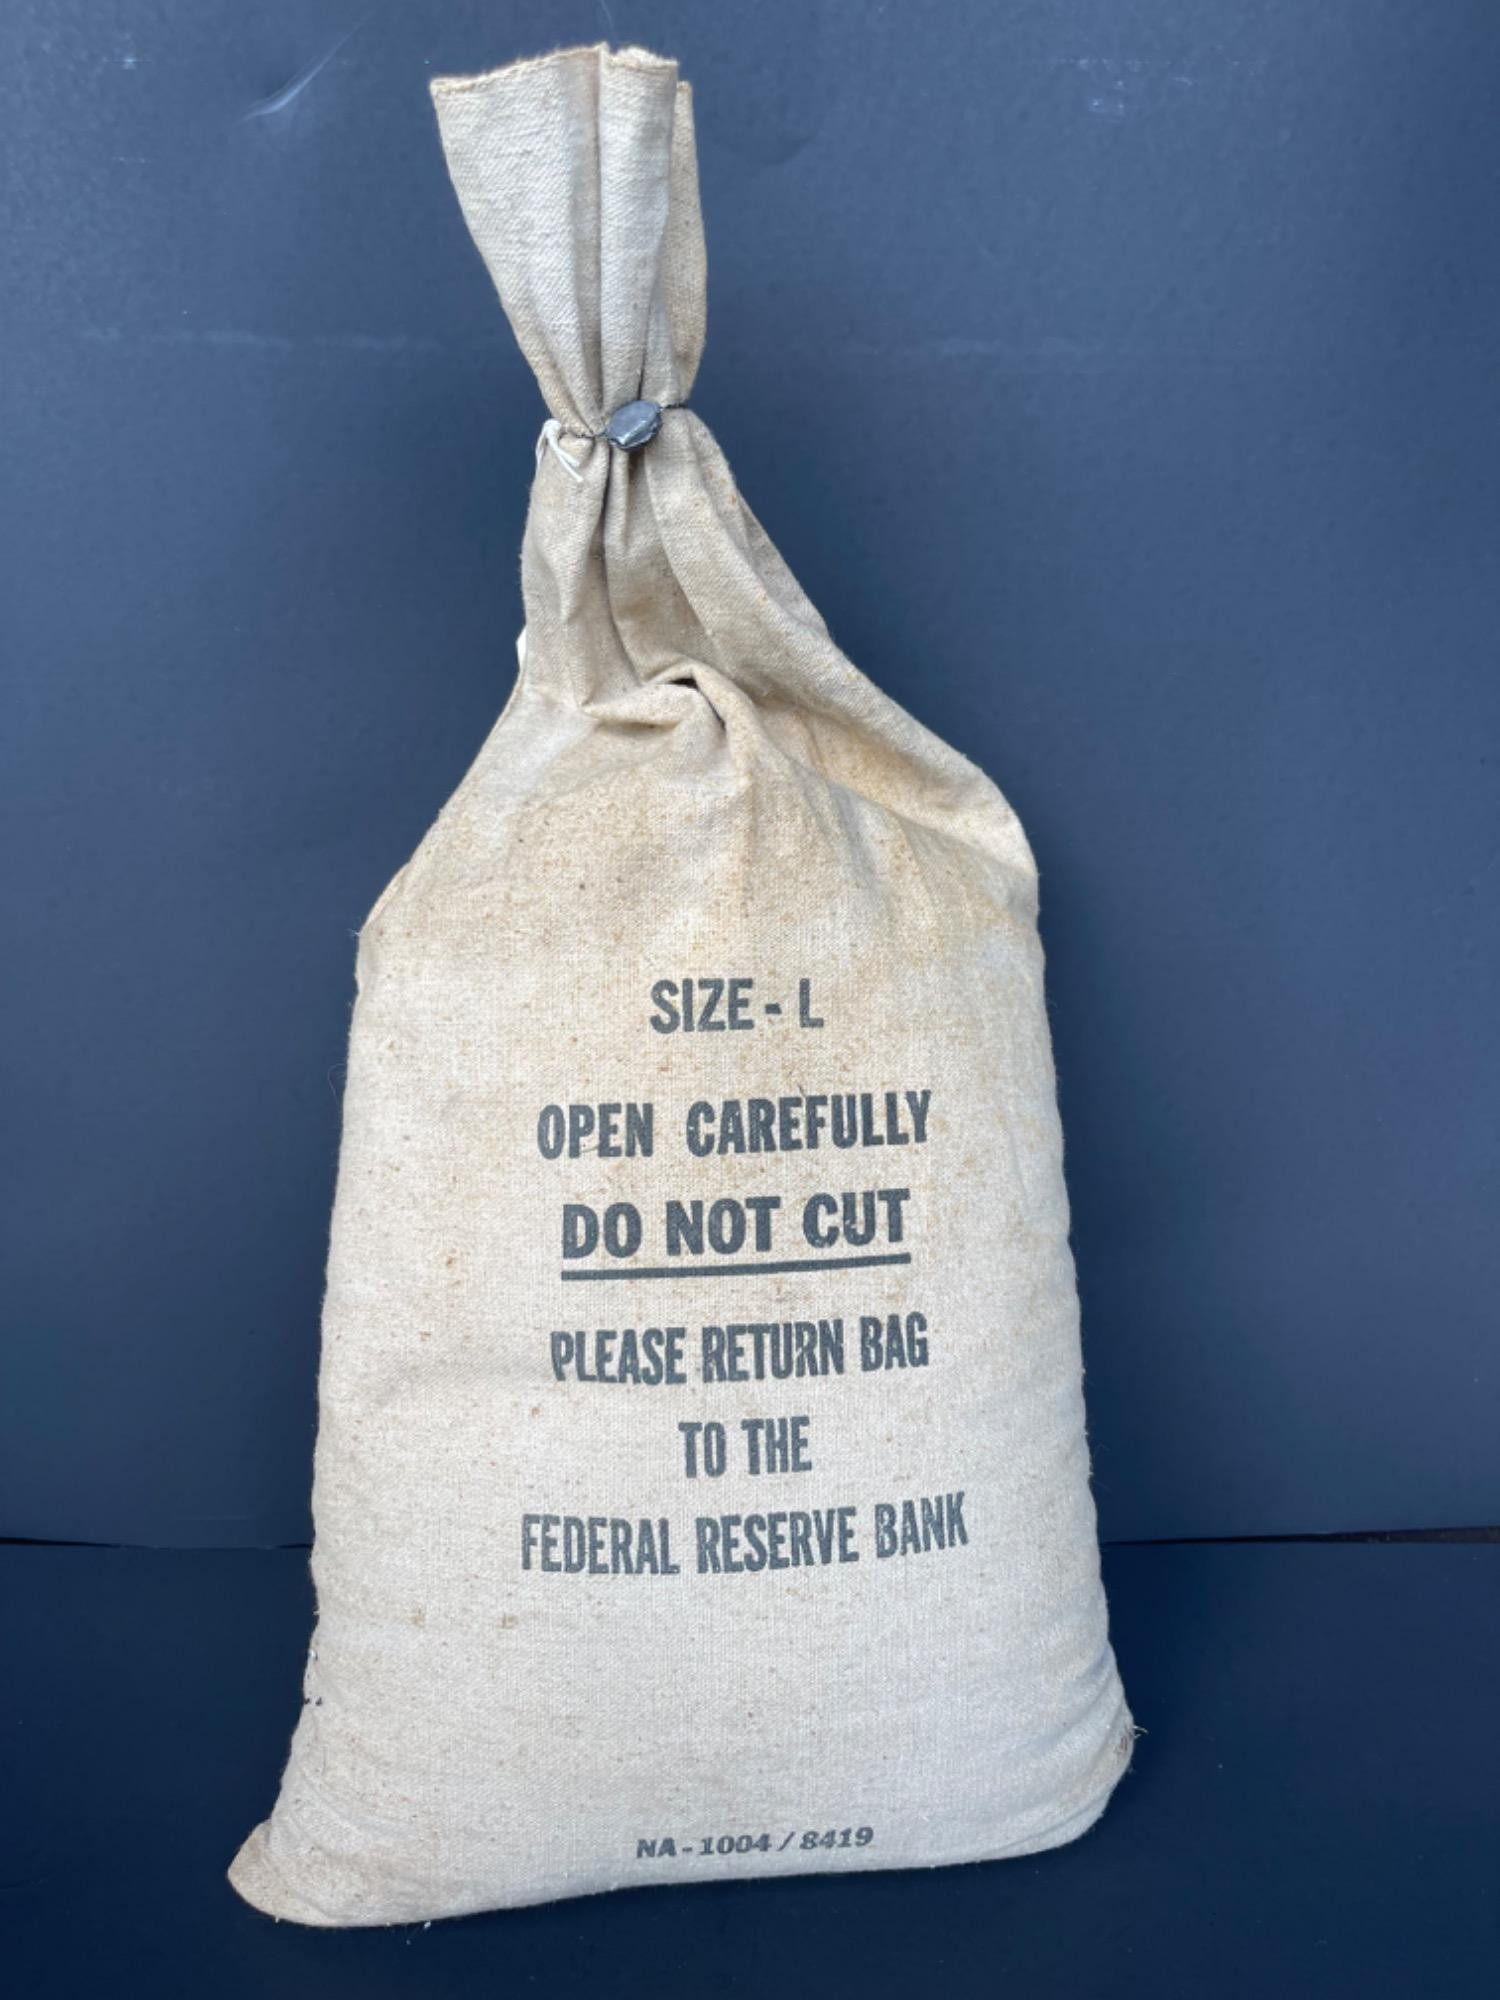 SIZE - L
OPEN CAREFULLY
DO NOT CUT
PLEASE RETURN BAG
TO THE
FEDERAL RESERVE BANK
NA - 1004 / 8419